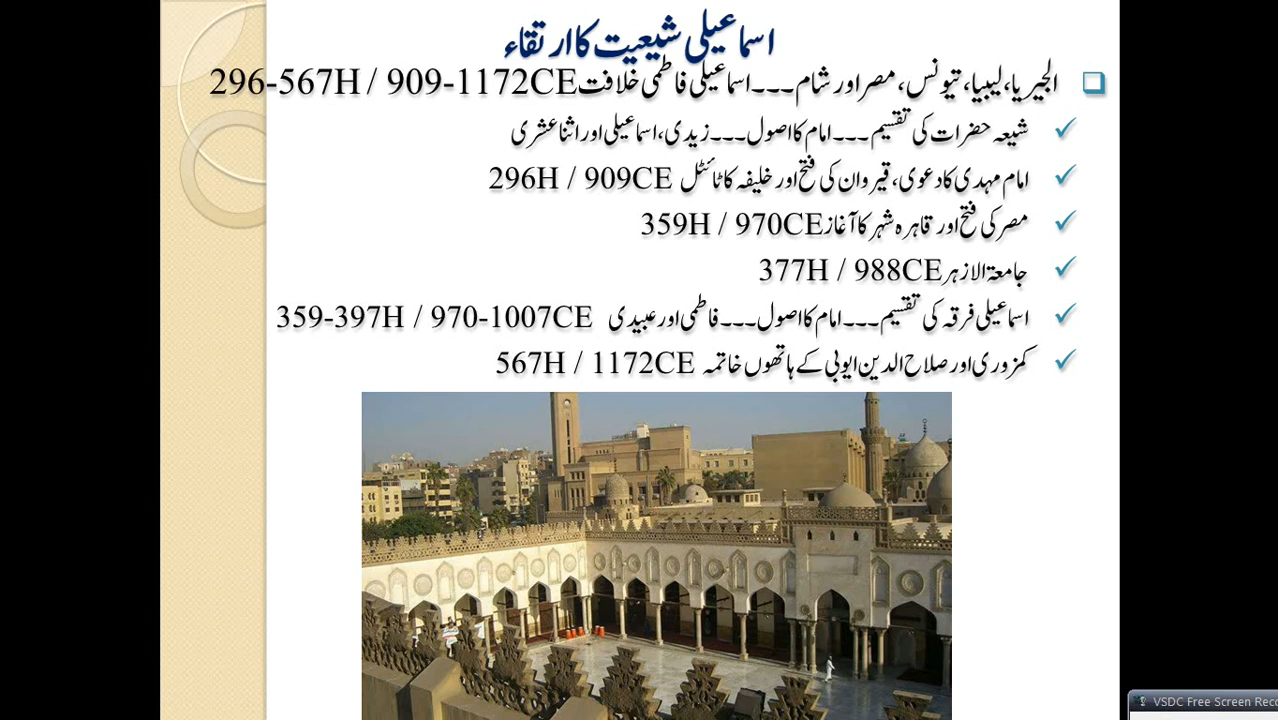 اسماعیلی شیعیت کا ارتقاء
الجیریا، لیبیا، تیونس، مصر اور شام۔۔۔ اسماعیلی فاطمی خلافت 296-567H / 909-1172CE
شیعہ حضرات کی تقسیم۔۔۔ امام کا اصول۔۔۔ زیدی، اسماعیلی اور اثنا عشری
امام مہدی کا دعوی، قیروان کی فتح اور خلیفہ کا ٹائٹل 296H / 909CE
مصر کی فتح اور قاہرہ شہر کا آغاز 359H / 970CE
جامعۃ الازہر 377H / 988CE
اسماعیلی فرقہ کی تقسیم۔۔۔ امام کا اصول۔۔۔ فاطمی اور عبیدی 359-397H / 970-1007CE
کمزوری اور صلاح الدین ایوبی کے ہاتھوں خاتمہ 567H / 1172CE
VSDC Free Screen Reco